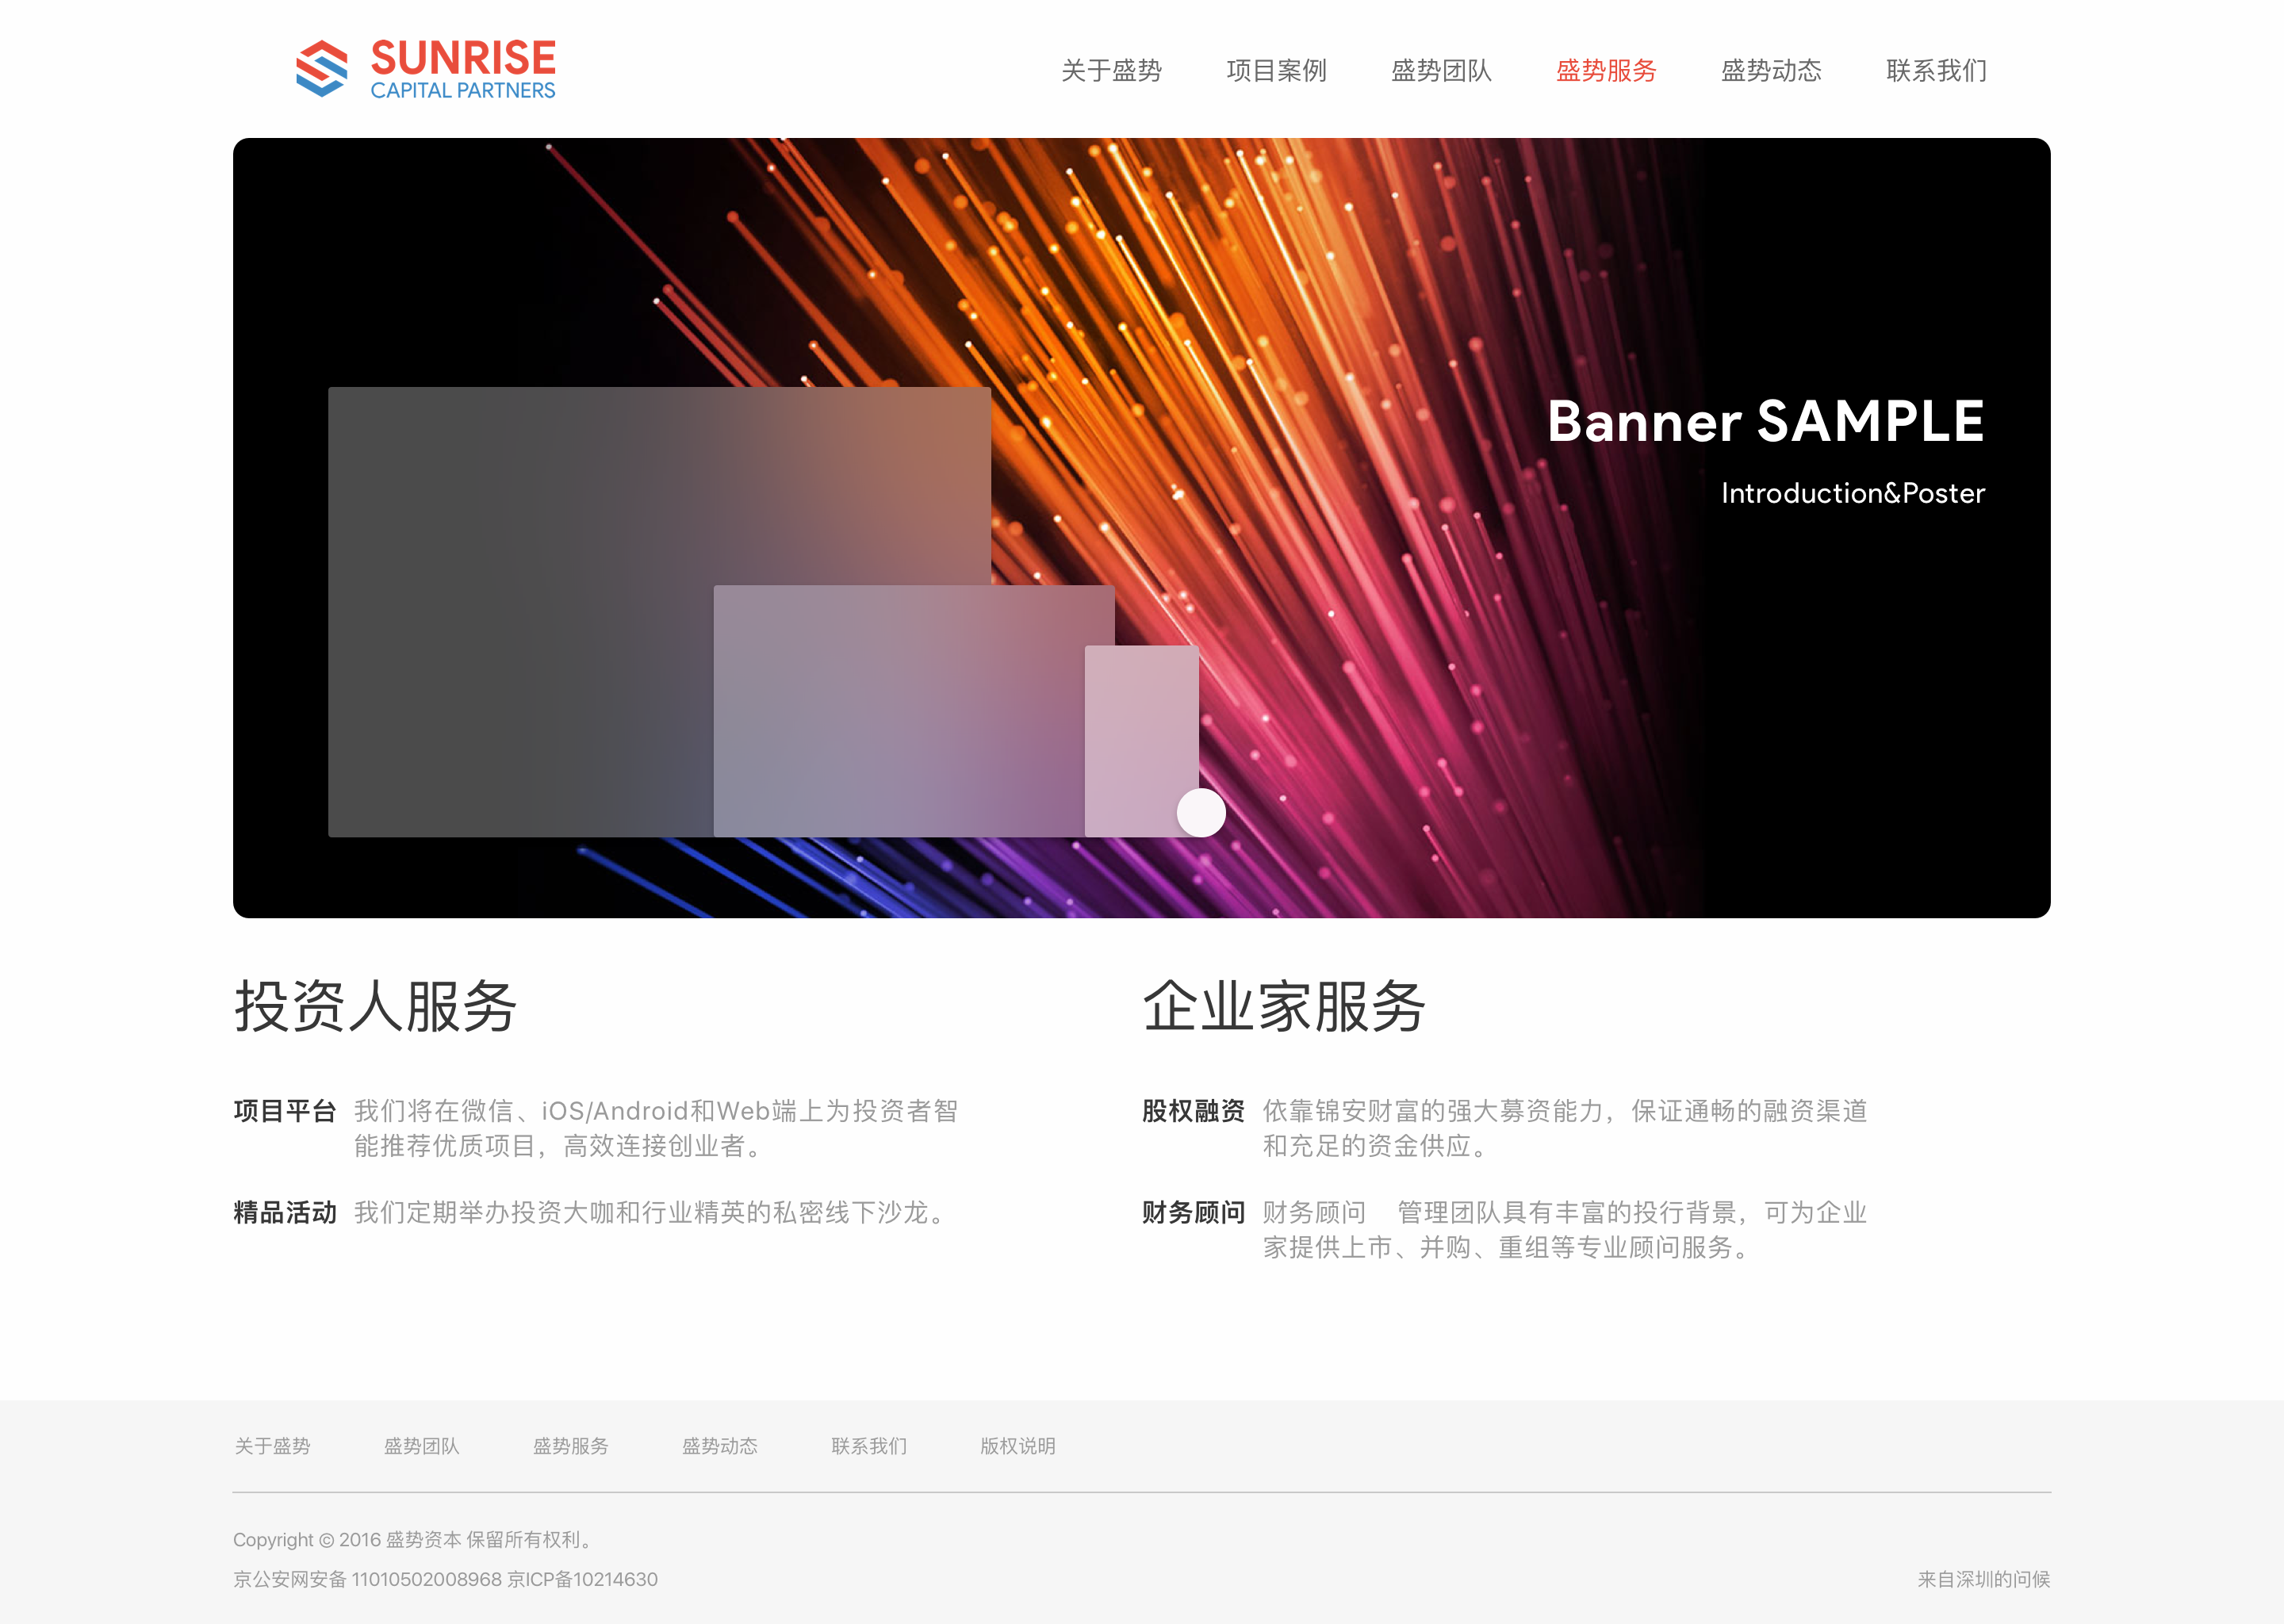 SUNRISE
CAPITAL PARTNERS
关于盛势 项目案例 盛势团队 盛势服务 盛势动态 联系我们
Banner SAMPLE
Introduction&Poster
投资人服务
项目平台 我们将在微信、iOS/Android和Web端上为投资者智
能推荐优质项目，高效连接创业者。
精品活动 我们定期举办投资大咖和行业精英的私密线下沙龙。
企业家服务
股权融资 依靠锦安财富的强大募资能力，保证通畅的融资渠道
和充足的资金供应。
财务顾问 财务顾问 管理团队具有丰富的投行背景，可为企业
家提供上市、并购、重组等专业顾问服务。
关于盛势 盛势团队 盛势服务 盛势动态 联系我们 版权说明
Copyright © 2016 盛势资本 保留所有权利。
京公安网安备 11010502008968 京ICP备10214630
来自深圳的问候